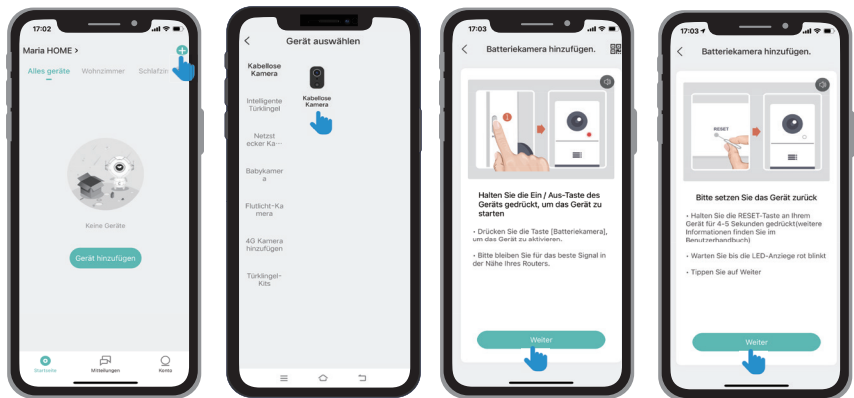 17:02
Maria HOME >
Alles geräte Wohnzimmer Schlafzim
Keine Geräte
Gerät hinzufügen
Startseite Mitteilungen Konto
Gerät auswählen
Kabellose
Kamera
Kabellose
Kamera
Intelligente
Türklingel
Netzst
ecker Ka···
Babykamer
a
Flutlicht-Ka
mera
4G Kamera
hinzufügen
Türklingel-
Kits
17:03
Batteriekamera hinzufügen.
1
Halten Sie die Ein / Aus-Taste des
Geräts gedrückt, um das Gerät zu
starten
• Drücken Sie die Taste [Batteriekamera],
um das Gerät zu aktivieren.
• Bitte bleiben Sie für das beste Signal in
der Nähe Ihres Routers.
Weiter
17:03
Batteriekamera hinzufügen.
RESET
Bitte setzen Sie das Gerät zurück
• Halten Sie die RESET-Taste an Ihrem
Gerät für 4-5 Sekunden gedrückt(weitere
Informationen finden Sie im
Benutzerhandbuch)
• Warten Sie bis die LED-Anziege rot blinkt
• Tippen Sie auf Weiter
Weiter